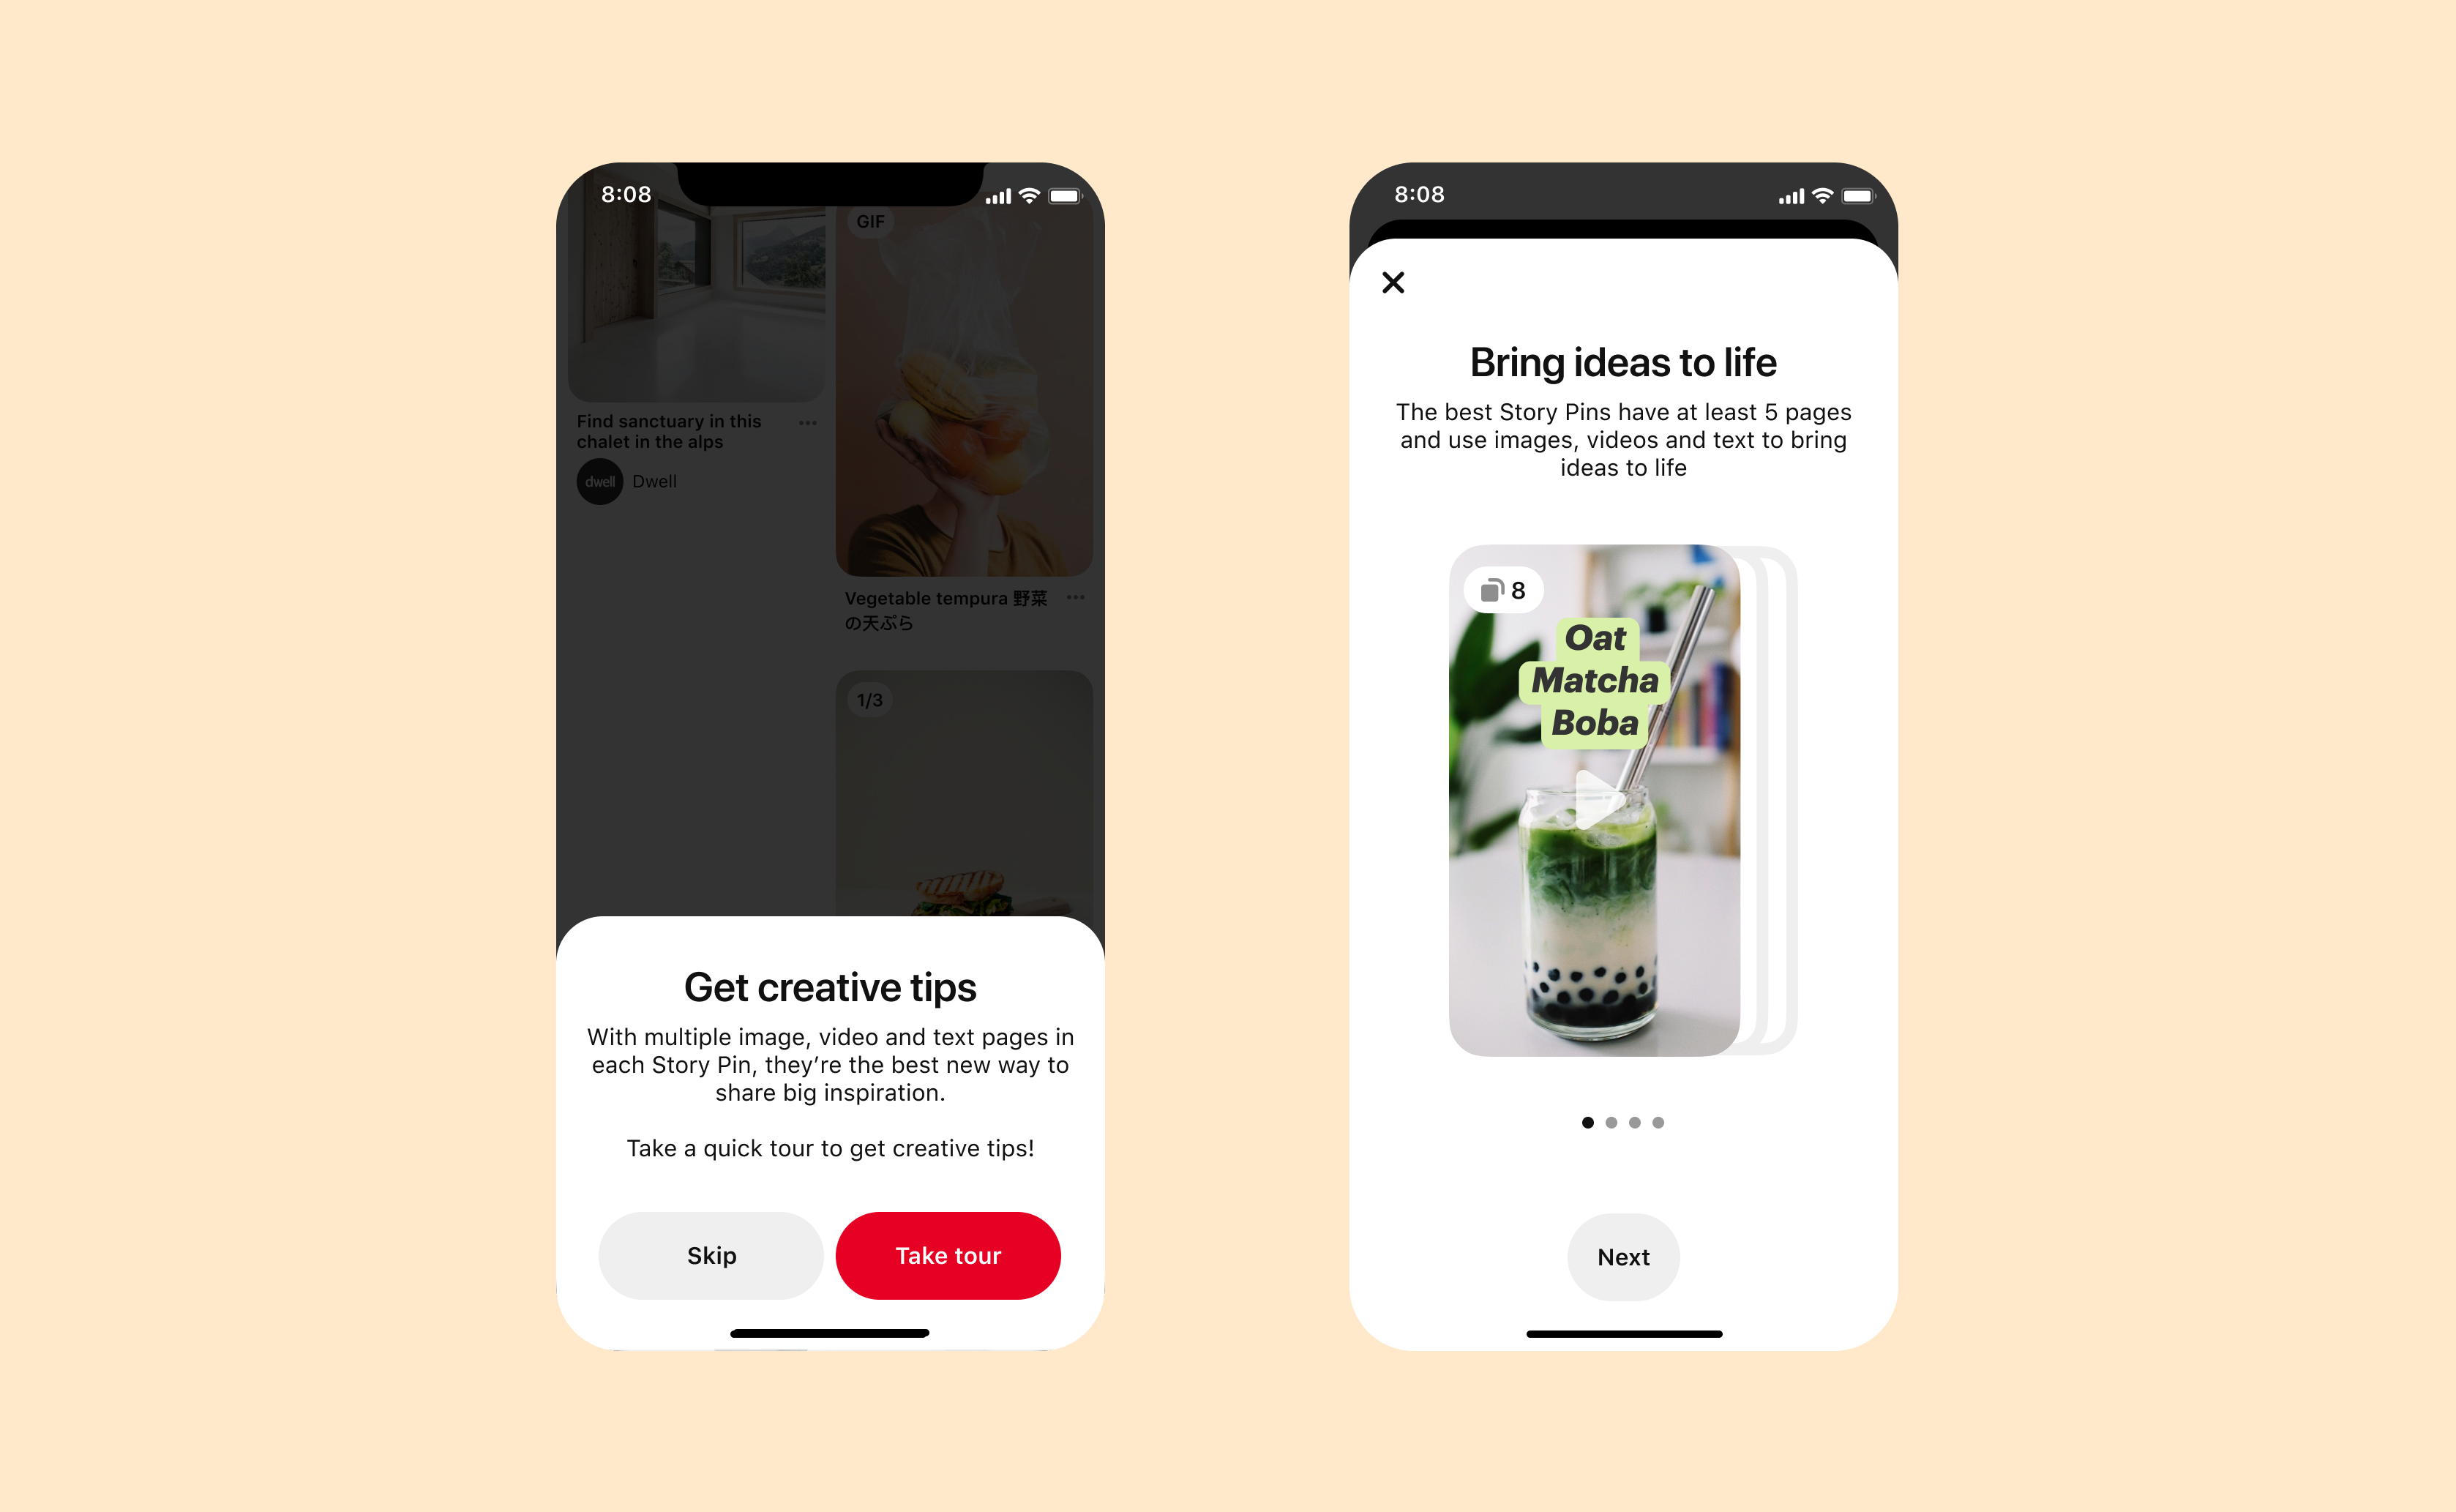 8:08
GIF
Find sanctuary in this
chalet in the alps
dwell
Dwell
Vegetable tempura 野菜
の天ぷら
1/3
Get creative tips
With multiple image, video and text pages in
each Story Pin, they’re the best new way to
share big inspiration.
Take a quick tour to get creative tips!
Skip
Take tour
8:08
Bring ideas to life
The best Story Pins have at least 5 pages
and use images, videos and text to bring
ideas to life
8
Oat
Matcha
Boba
Next